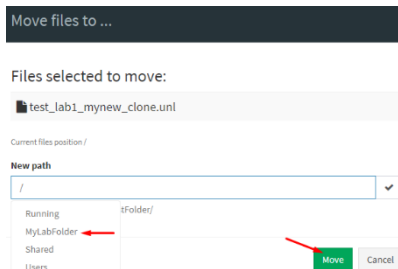 Move files to ...
Files selected to move:
test_lab1_mynew_clone.unl
Current files position /
New path
/
Running
tFolder/
MyLabFolder
Shared
Users
Move Cancel